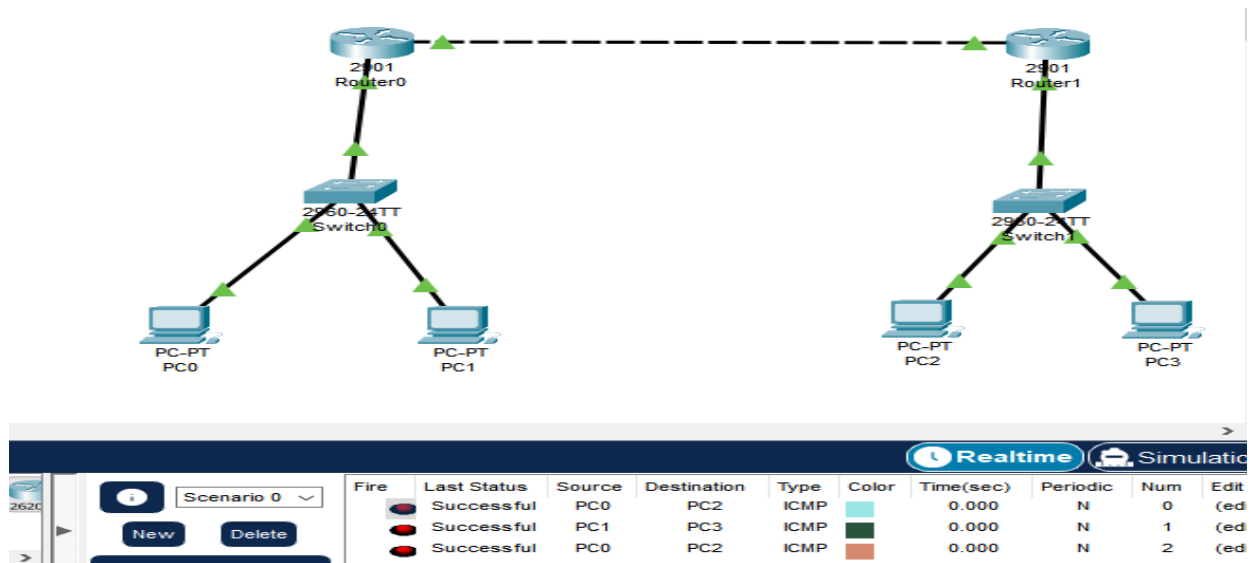 2901
Router0
2901
Router1
2960-24TT
Switch0
2960-24TT
Switch1
PC-PT
PC0
PC-PT
PC1
PC-PT
PC2
PC-PT
PC3
Realtime
Simulatio
2620
Scenario 0
New
Delete
Fire Last Status Source Destination Type Color Time(sec) Periodic Num Edit
Successful PC0 PC2 ICMP 0.000 N 0 (edi
Successful PC1 PC3 ICMP 0.000 N 1 (edi
Successful PC0 PC2 ICMP 0.000 N 2 (edi